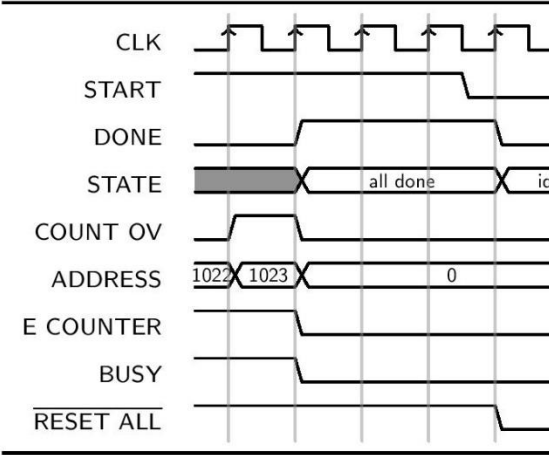 CLK
START
DONE
STATE all done
COUNT OV
ADDRESS 1022 1023 0
E COUNTER
BUSY
RESET ALL